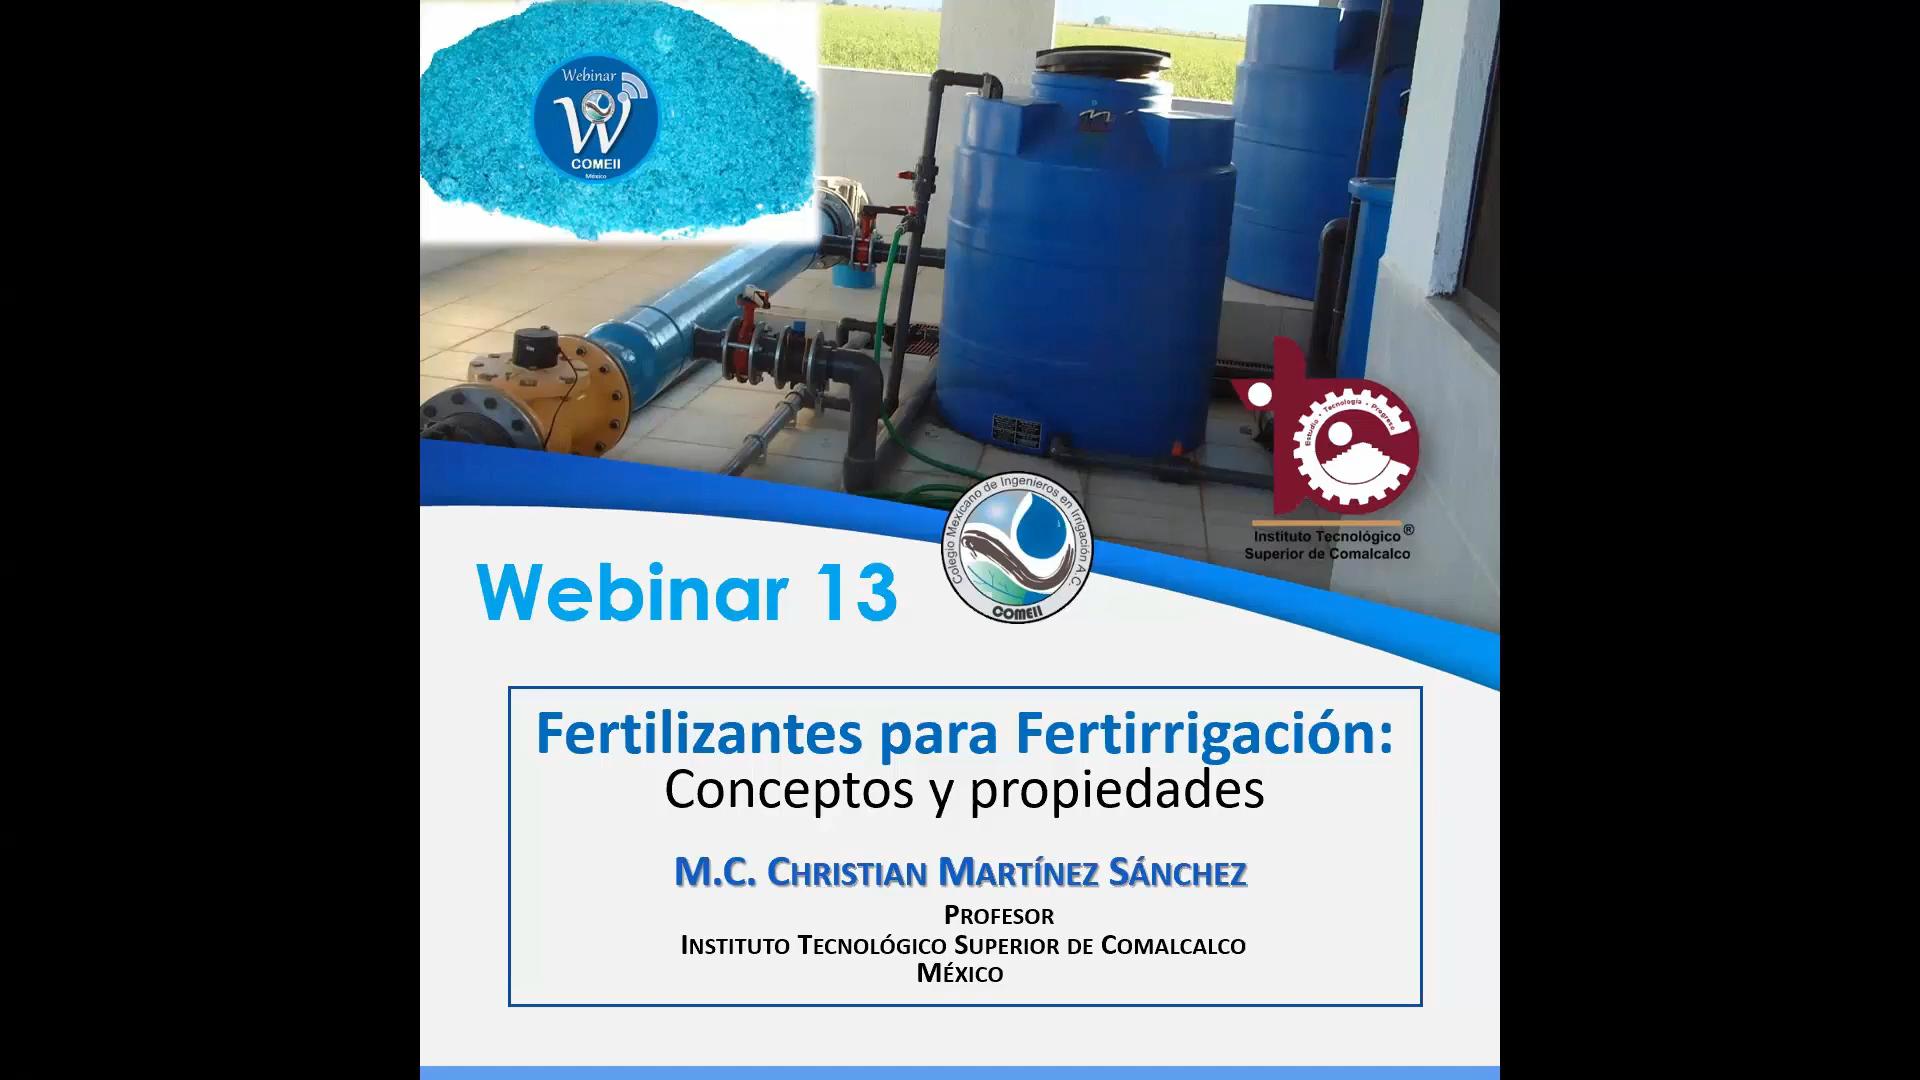 Webinar
W
COMEII
México
Estudio • Tecnología • Progreso
Instituto Tecnológico ®
Superior de Comalcalco
Colegio Mexicano de Ingenieros en Irrigación A.C.
COMEII
Webinar 13
Fertilizantes para Fertirrigación:
Conceptos y propiedades
M.C. CHRISTIAN MARTÍNEZ SÁNCHEZ
PROFESOR
INSTITUTO TECNOLÓGICO SUPERIOR DE COMALCALCO
MÉXICO